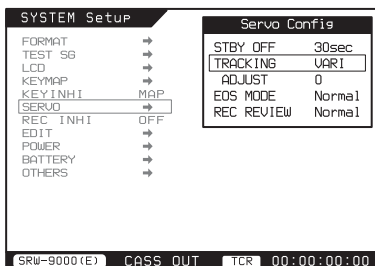 SYSTEM Setup
FORMAT ➡
TEST SG ➡
LCD ➡
KEYMAP ➡
KEYINHI MAP
SERVO ➡
REC INHI OFF
EDIT ➡
POWER ➡
BATTERY ➡
OTHERS ➡
Servo Config
STBY OFF 30sec
TRACKING VARI
ADJUST 0
EOS MODE Normal
REC REVIEW Normal
SRW-9000(E) CASS OUT TCR 00:00:00:00